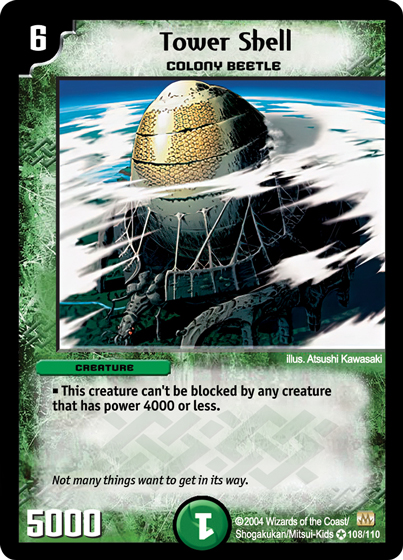 6
Tower Shell
COLONY BEETLE
illus. Atsushi Kawasaki
CREATURE
▪ This creature can't be blocked by any creature
that has power 4000 or less.
Not many things want to get in its way.
5000
©2004 Wizards of the Coast/
Shogakukan/Mitsui-Kids ✪108/110